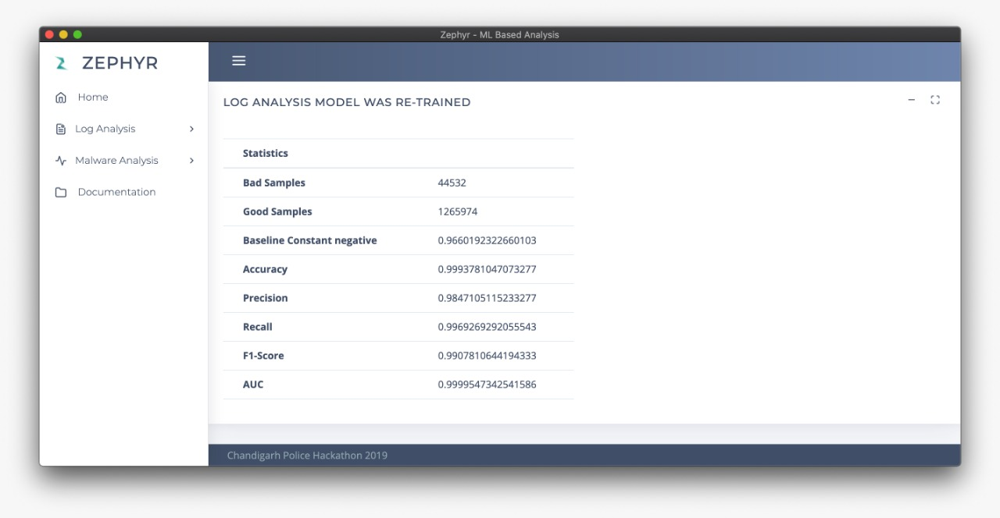 Zephyr - ML Based Analysis
ZEPHYR
Home
Log Analysis
Malware Analysis
Documentation
LOG ANALYSIS MODEL WAS RE-TRAINED
Statistics
Bad Samples 44532
Good Samples 1265974
Baseline Constant negative 0.9660192322660103
Accuracy 0.9993781047073277
Precision 0.9847105115233277
Recall 0.9969269292055543
F1-Score 0.9907810644194333
AUC 0.9999547342541586
Chandigarh Police Hackathon 2019